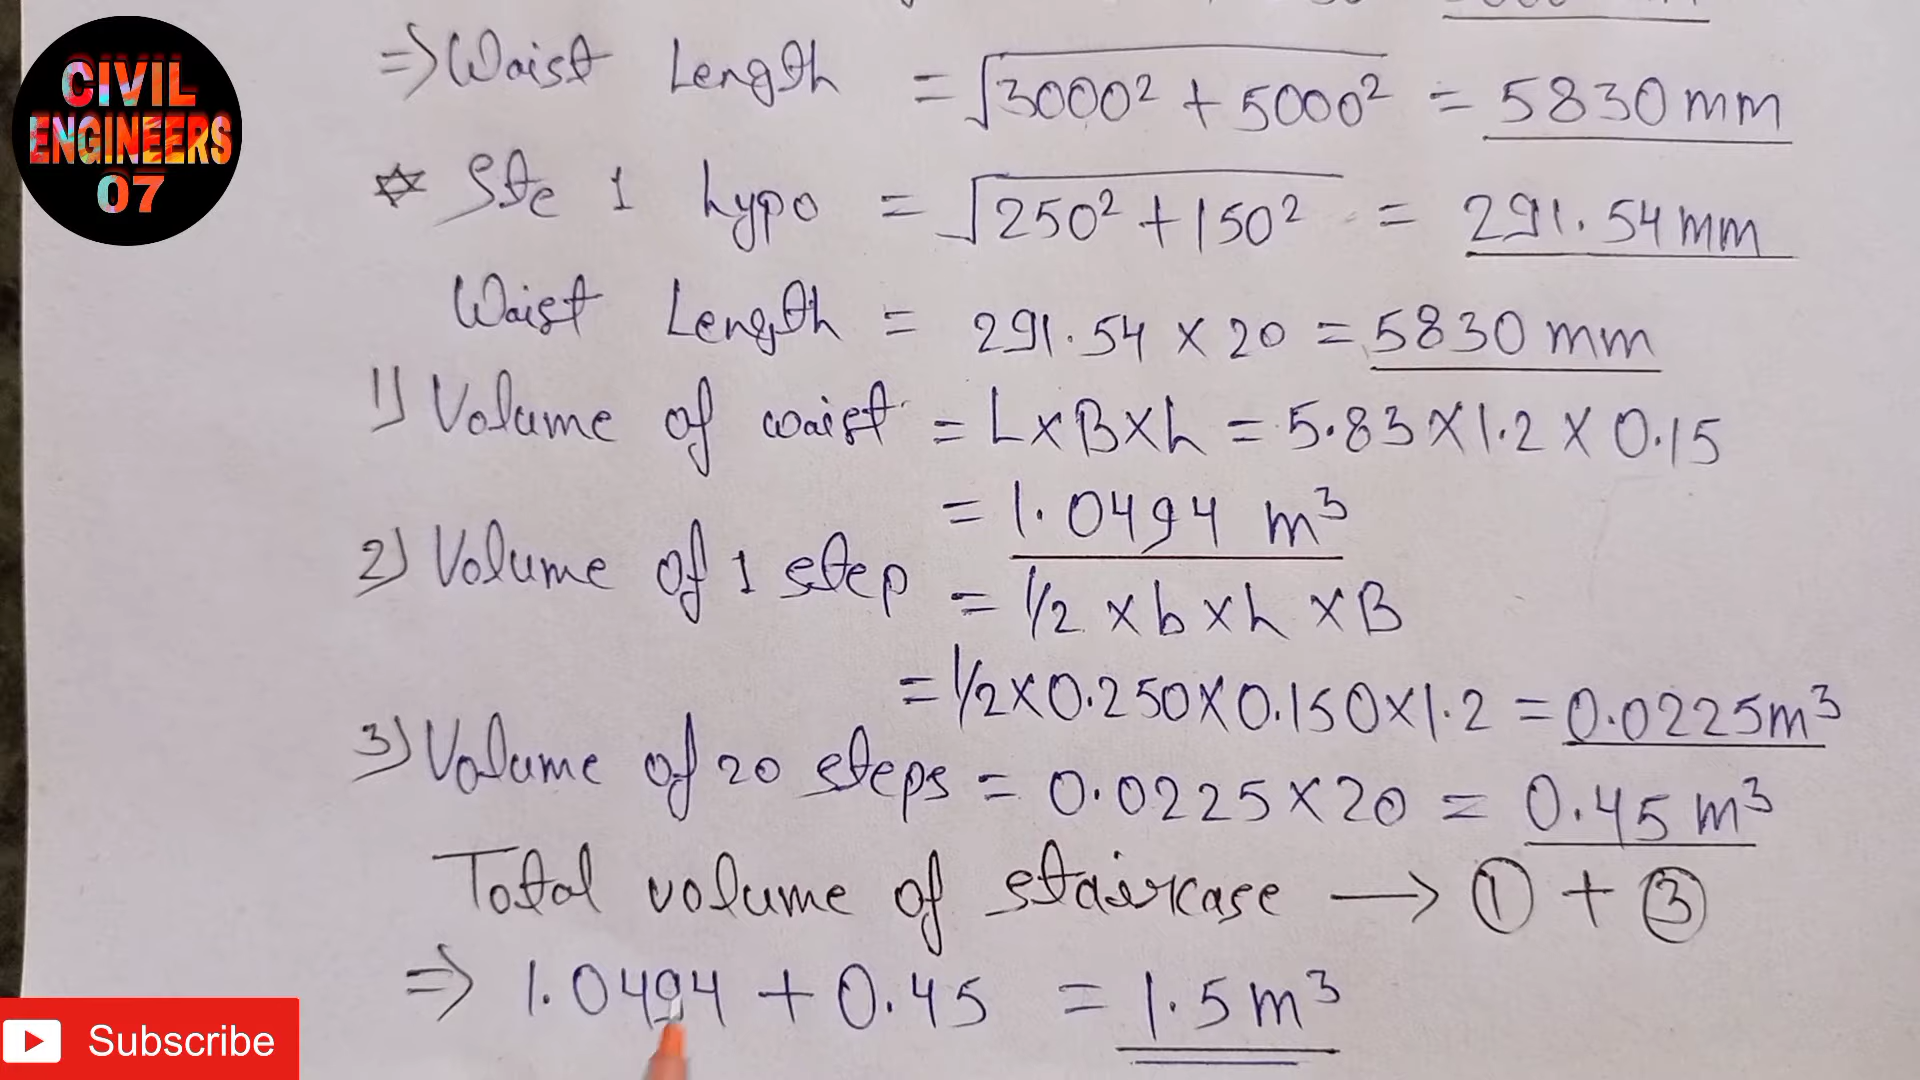 CIVIL
ENGINEERS
07
⇒ Waist Length = √3000² + 5000² = 5830 mm
☆ Ste 1 hypo = √250² + 150² = 291.54 mm
Waist Length = 291.54 × 20 = 5830 mm
1) Volume of waist = L×B×h = 5.83×1.2×0.15
= 1.0494 m³
2) Volume of 1 step = 1/2 ×b×h×B
= 1/2×0.250×0.150×1.2 = 0.0225m³
3) Volume of 20 steps = 0.0225×20 = 0.45 m³
Total volume of staircase → ① + ③
⇒ 1.0494 + 0.45 = 1.5 m³
Subscribe